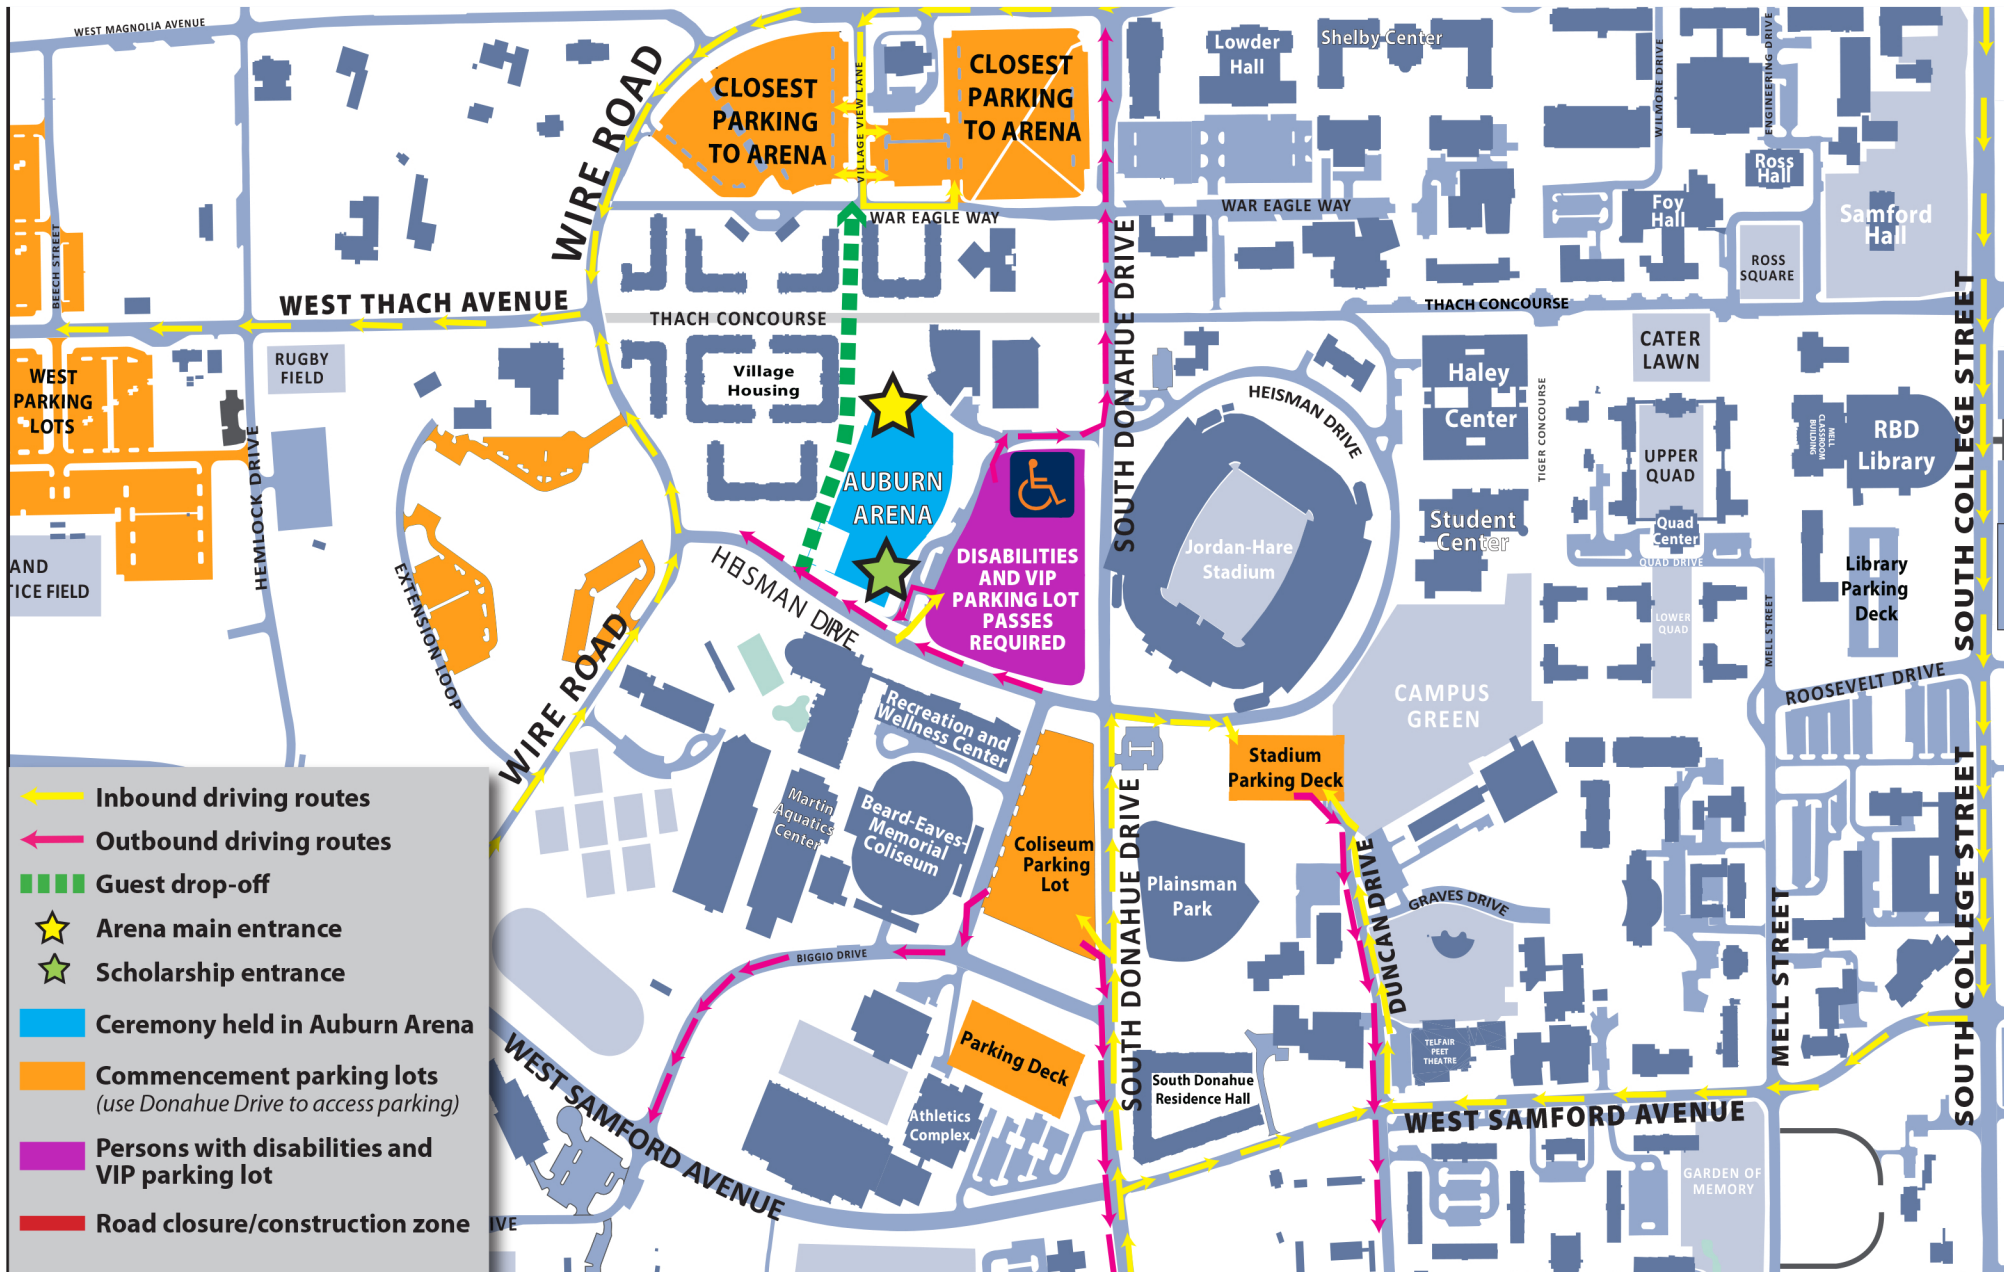 WEST MAGNOLIA AVENUE
WIRE ROAD
CLOSEST
PARKING
TO ARENA
VILLAGE VIEW LANE
CLOSEST
PARKING
TO ARENA
Lowder
Hall
Shelby Center
WILMORE DRIVE
ENGINEERING DRIVE
Ross
Hall
Foy
Hall
Samford
Hall
WAR EAGLE WAY
WAR EAGLE WAY
SOUTH DONAHUE DRIVE
ROSS
SQUARE
BEECH STREET
WEST THACH AVENUE
THACH CONCOURSE
THACH CONCOURSE
SOUTH COLLEGE STREET
RUGBY
FIELD
WEST
PARKING
LOTS
Village
Housing
HEISMAN DRIVE
Haley
Center
TIGER CONCOURSE
CATER
LAWN
UPPER
QUAD
MELL
CLASSROOM
BUILDING
RBD
Library
HEMLOCK DRIVE
AUBURN
ARENA
DISABILITIES
AND VIP
PARKING LOT
PASSES
REQUIRED
Jordan-Hare
Stadium
Student
Center
Quad
Center
QUAD DRIVE
LOWER
QUAD
MELL STREET
Library
Parking
Deck
AND
TICE FIELD
EXTENSION LOOP
HEISMAN DRIVE
WIRE ROAD
CAMPUS
GREEN
ROOSEVELT DRIVE
Recreation and
Wellness Center
Stadium
Parking Deck
Martin
Aquatics
Center
Beard-Eaves-
Memorial
Coliseum
Coliseum
Parking
Lot
SOUTH DONAHUE DRIVE
Plainsman
Park
DUNCAN DRIVE
GRAVES DRIVE
MELL STREET
SOUTH COLLEGE STREET
BIGGIO DRIVE
Parking Deck
TELFAIR
PEET
THEATRE
South Donahue
Residence Hall
Athletics
Complex
WEST SAMFORD AVENUE
WEST SAMFORD AVENUE
GARDEN OF
MEMORY
IVE
Inbound driving routes
Outbound driving routes
Guest drop-off
Arena main entrance
Scholarship entrance
Ceremony held in Auburn Arena
Commencement parking lots
(use Donahue Drive to access parking)
Persons with disabilities and
VIP parking lot
Road closure/construction zone